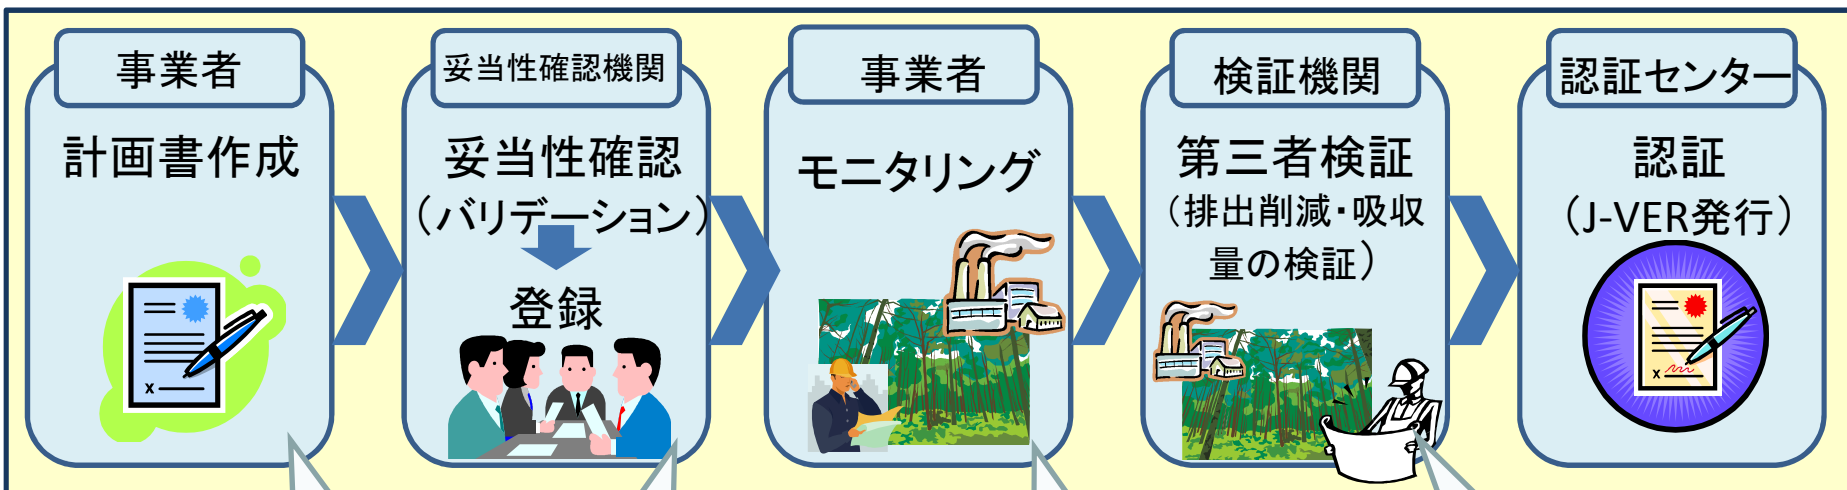 事業者
計画書作成
妥当性確認機関
妥当性確認
（バリデーション）
登録
事業者
モニタリング
検証機関
第三者検証
（排出削減・吸収
量の検証）
認証センター
認証
（J-VER発行）